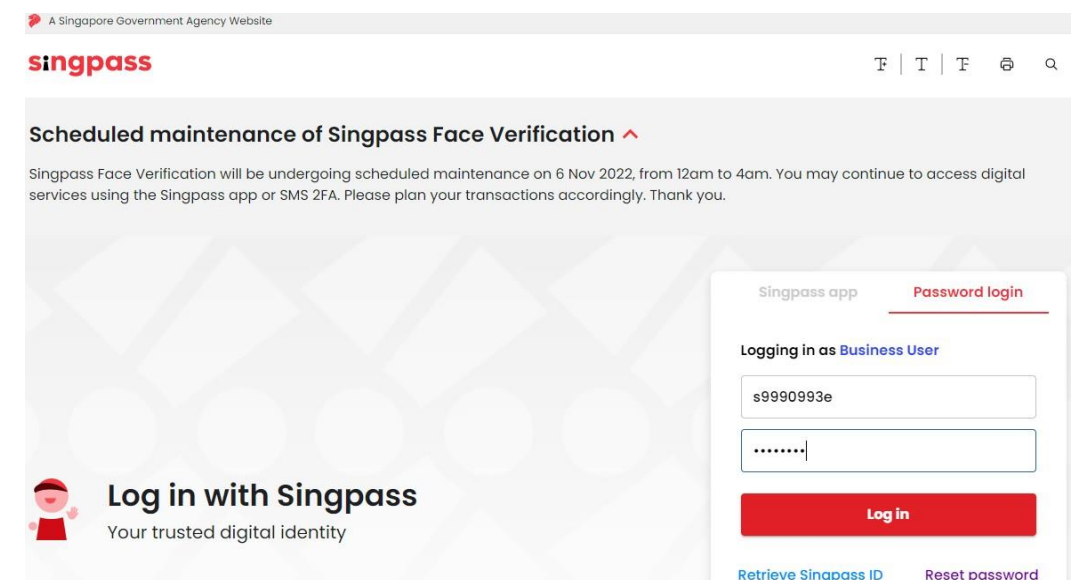 A Singapore Government Agency Website
singpass
Scheduled maintenance of Singpass Face Verification
Singpass Face Verification will be undergoing scheduled maintenance on 6 Nov 2022, from 12am to 4am. You may continue to access digital
services using the Singpass app or SMS 2FA. Please plan your transactions accordingly. Thank you.
Singpass app Password login
Logging in as Business User
s9990993e
••••••••
Log in with Singpass
Your trusted digital identity
Log in
Retrieve Singpass ID Reset password